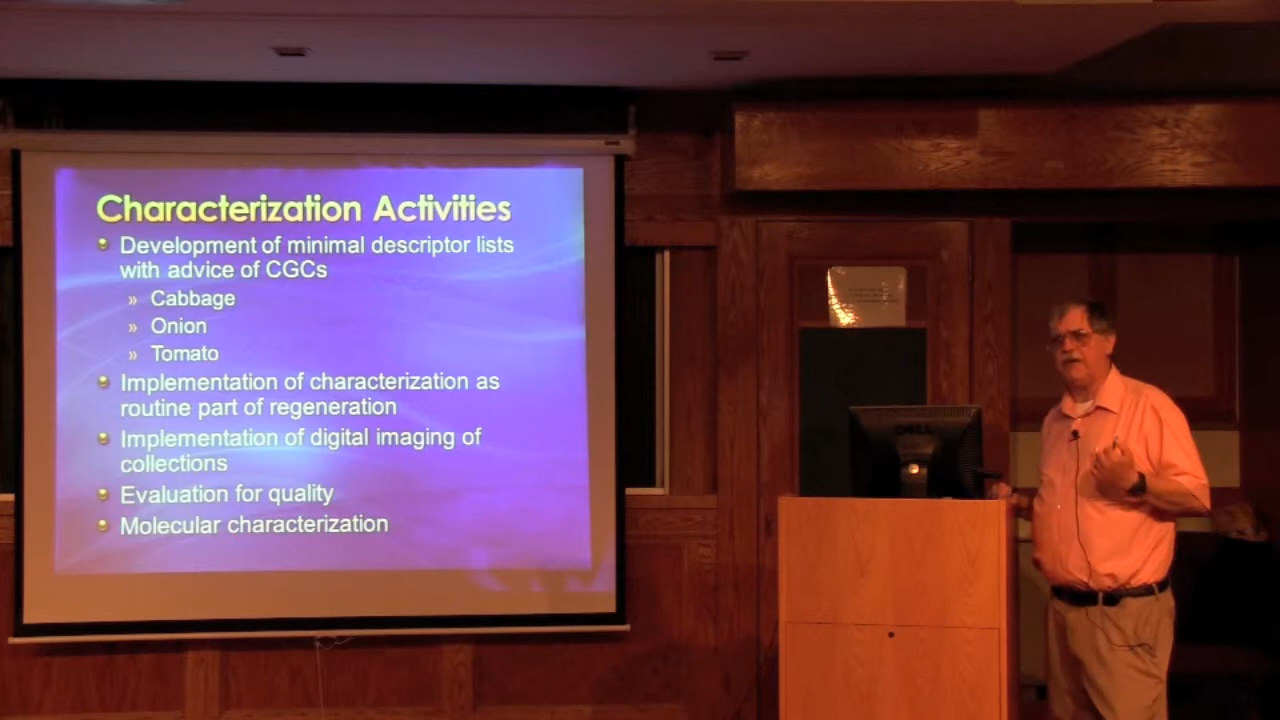 Characterization Activities
Development of minimal descriptor lists
with advice of CGCs
» Cabbage
» Onion
» Tomato
Implementation of characterization as
routine part of regeneration
Implementation of digital imaging of
collections
Evaluation for quality
Molecular characterization
DELL